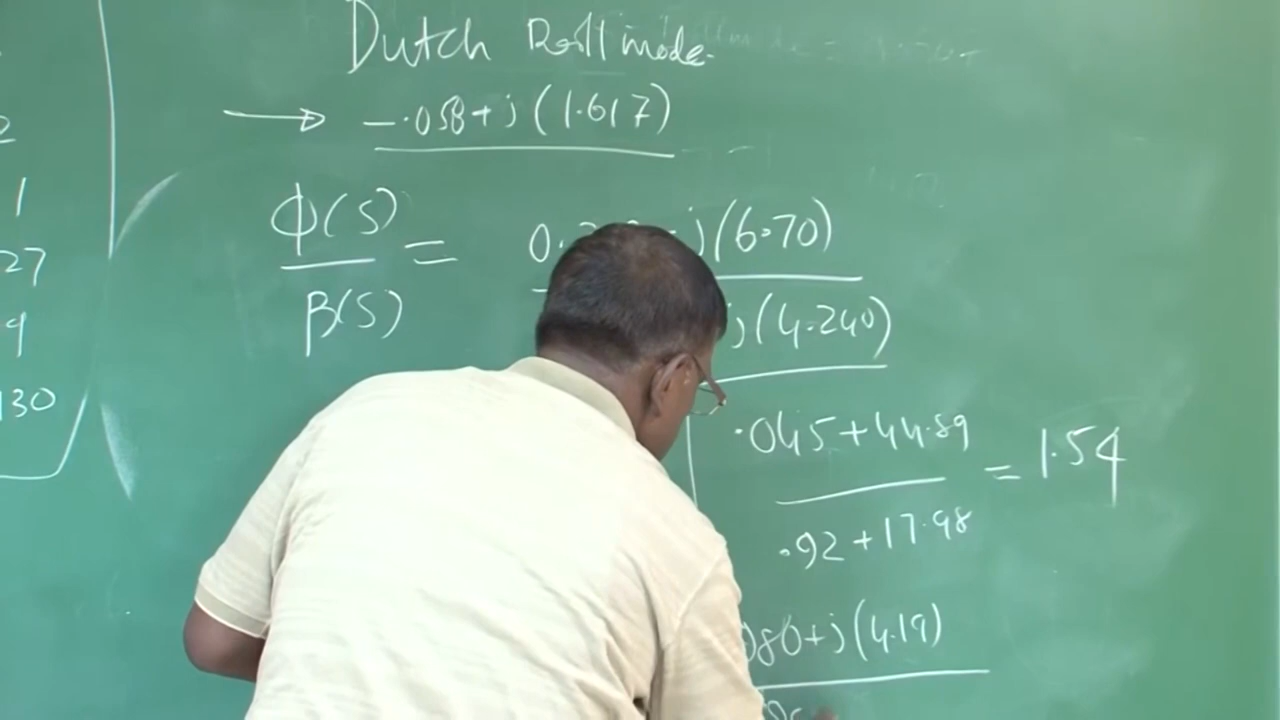 Dutch Roll mode
→ -.058+j(1.617)
Φ(S)
β(S)
=
j(6.70)
j(4.240)
.045+44.89
.92+17.98
= 1.54
080+j(4.19)
1
27
9
130